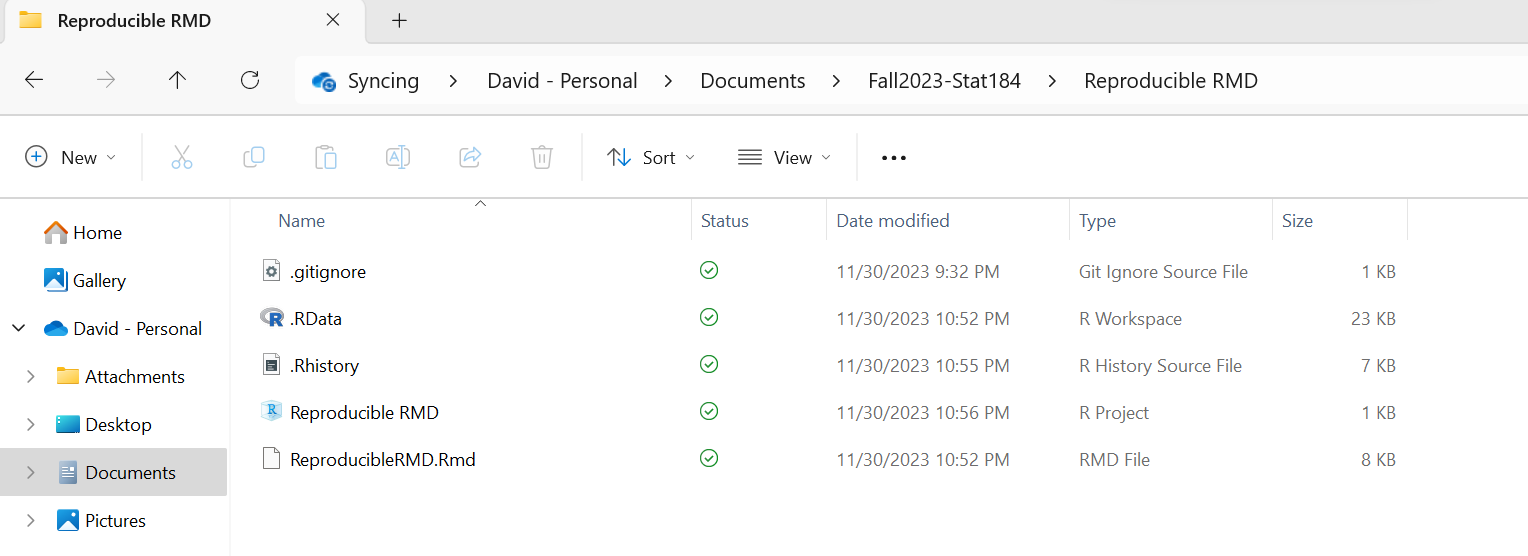 Reproducible RMD
Syncing > David - Personal > Documents > Fall2023-Stat184 > Reproducible RMD
New Sort View
Name Status Date modified Type Size
Home
Gallery
David - Personal
Attachments
Desktop
Documents
Pictures
.gitignore 11/30/2023 9:32 PM Git Ignore Source File 1 KB
.RData 11/30/2023 10:52 PM R Workspace 23 KB
.Rhistory 11/30/2023 10:55 PM R History Source File 7 KB
Reproducible RMD 11/30/2023 10:56 PM R Project 1 KB
ReproducibleRMD.Rmd 11/30/2023 10:52 PM RMD File 8 KB